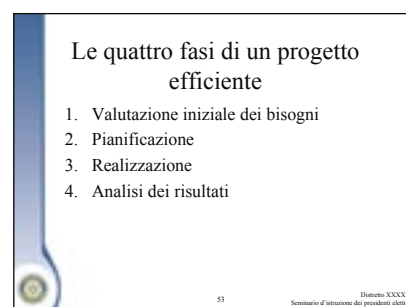 Le quattro fasi di un progetto
efficiente
1. Valutazione iniziale dei bisogni
2. Pianificazione
3. Realizzazione
4. Analisi dei risultati
53
Distretto XXXX
Seminario d'istruzione dei presidenti eletti